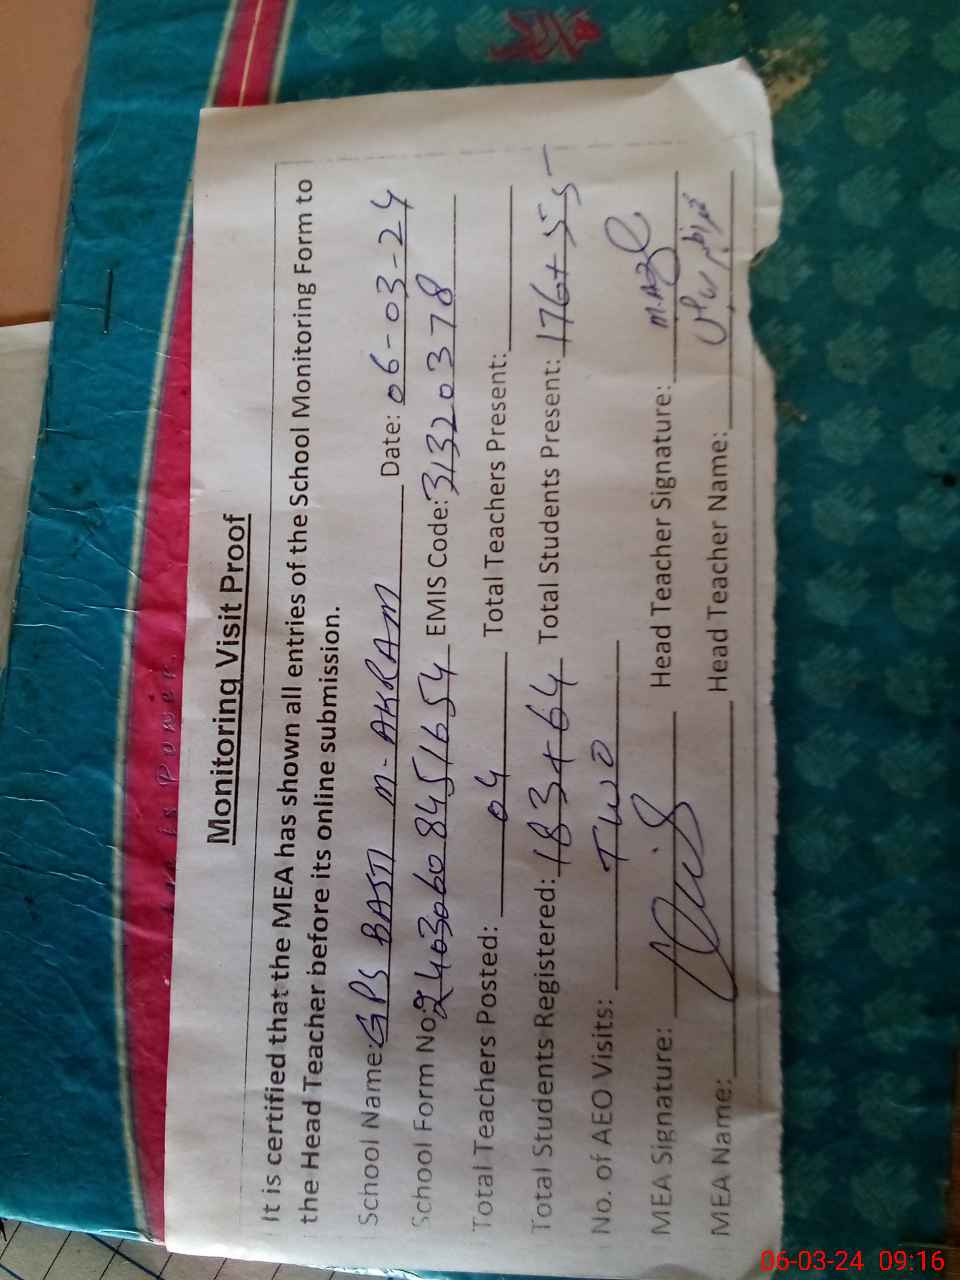 Monitoring Visit Proof
It is certified that the MEA has shown all entries of the School Monitoring Form to
the Head Teacher before its online submission.
School Name: GPS BASTI M-AKRAM Date: 06-03-24
School Form No: 2403060845 1654 EMIS Code: 31320378
Total Teachers Posted: 04 Total Teachers Present:
Total Students Registered: 183+64 Total Students Present: 176+55
No. of AEO Visits: TWO
MEA Signature: Head Teacher Signature:
MEA Name: Head Teacher Name:
is Power
06-03-24 09:16